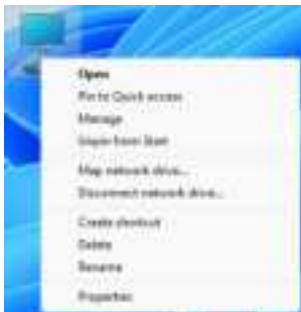 Open
Pin to Quick access
Manage
Unpin from Start
Map network drive...
Disconnect network drive...
Create shortcut
Delete
Rename
Properties